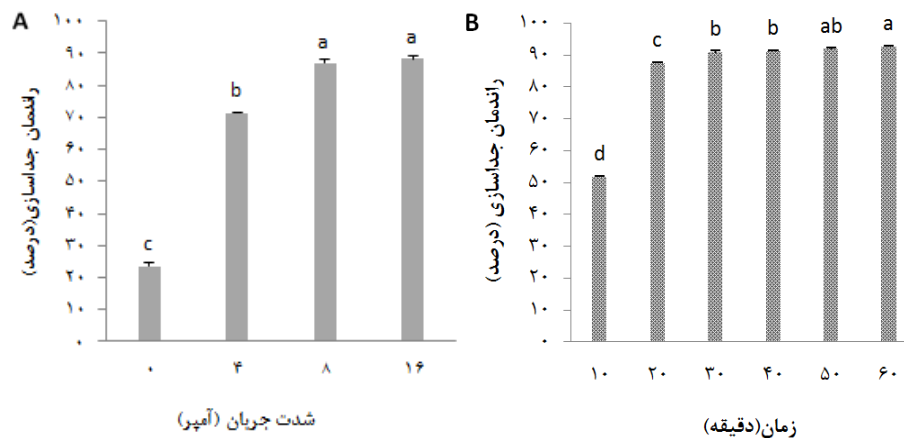 A
راندمان جداسازی(درصد)
۱۰۰
۹۰
۸۰
۷۰
۶۰
۵۰
۴۰
۳۰
۲۰
۱۰
۰
c
b
a
a
۰ ۴ ۸ ۱۶
شدت جریان (آمپر)
B
راندمان جداسازی (درصد)
۱۰۰
۹۰
۸۰
۷۰
۶۰
۵۰
۴۰
۳۰
۲۰
۱۰
۰
d
c
b
b
ab
a
۱۰ ۲۰ ۳۰ ۴۰ ۵۰ ۶۰
زمان(دقیقه)